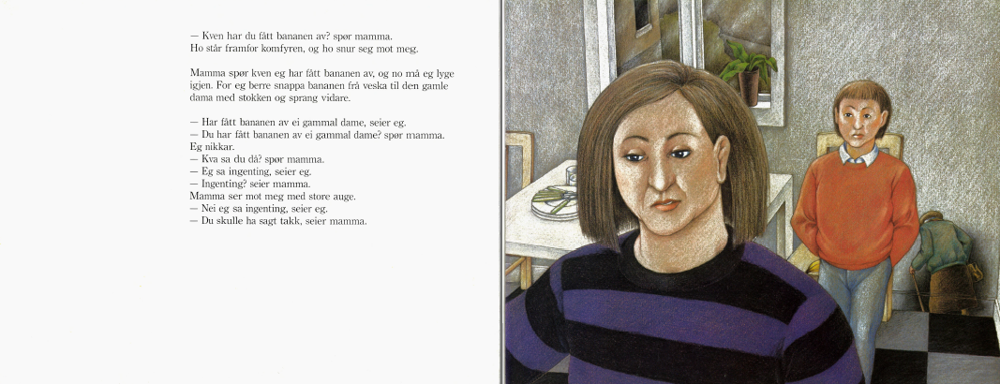 — Kven har du fått bananen av? spør mamma.
Ho står framfor komfyren, og ho snur seg mot meg.
Mamma spør kven eg har fått bananen av, og no må eg lyge
igjen. For eg berre snappa bananen frå veska til den gamle
dama med stokken og sprang vidare.
— Har fått bananen av ei gammal dame, seier eg.
— Du har fått bananen av ei gammal dame? spør mamma.
Eg nikkar.
— Kva sa du då? spør mamma.
— Eg sa ingenting, seier eg.
— Ingenting? seier mamma.
Mamma ser mot meg med store auge.
— Nei eg sa ingenting, seier eg.
— Du skulle ha sagt takk, seier mamma.